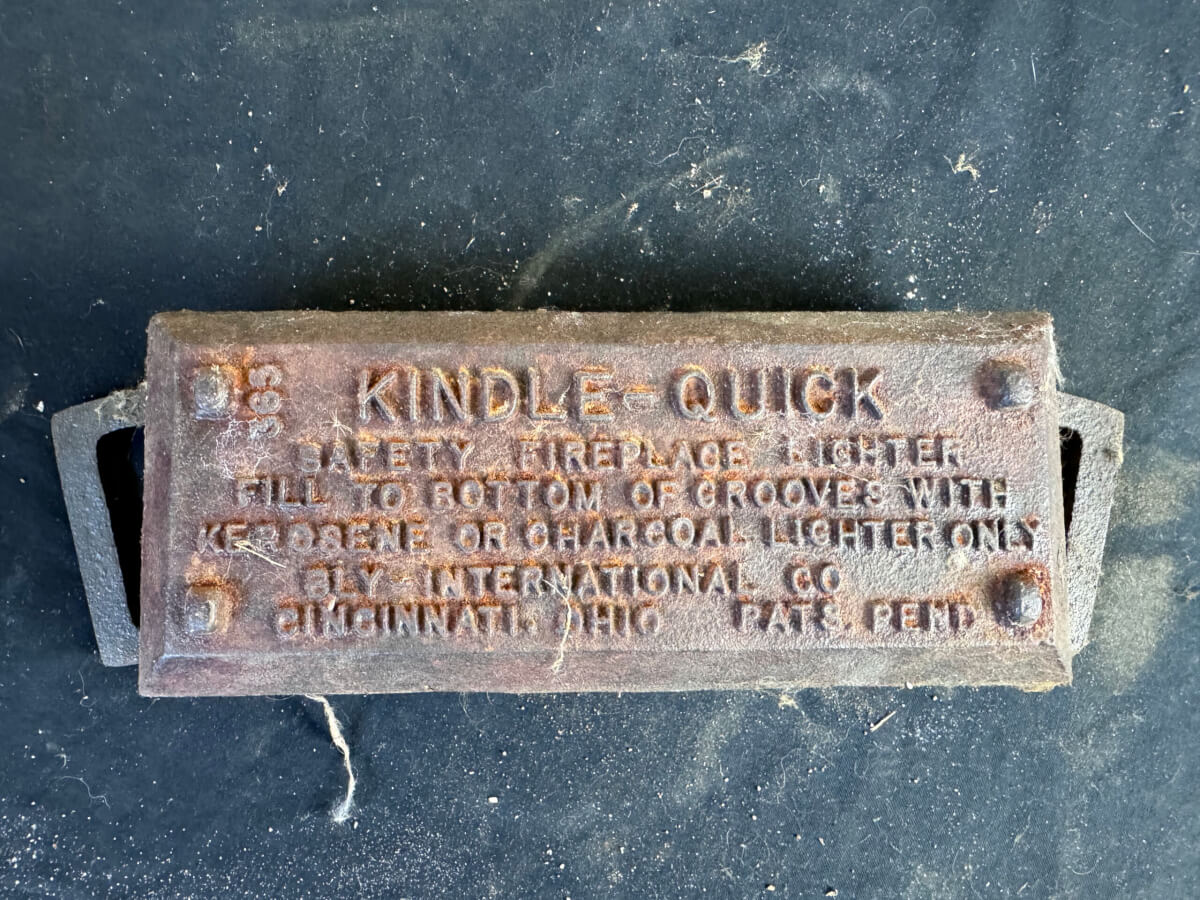 KINDLE-QUICK
SAFETY FIREPLACE LIGHTER
FILL TO BOTTOM OF GROOVES WITH
KEROSENE OR CHARCOAL LIGHTER ONLY
INTERNATIONAL CO
CINCINNATI, OHIO PATS. PEND